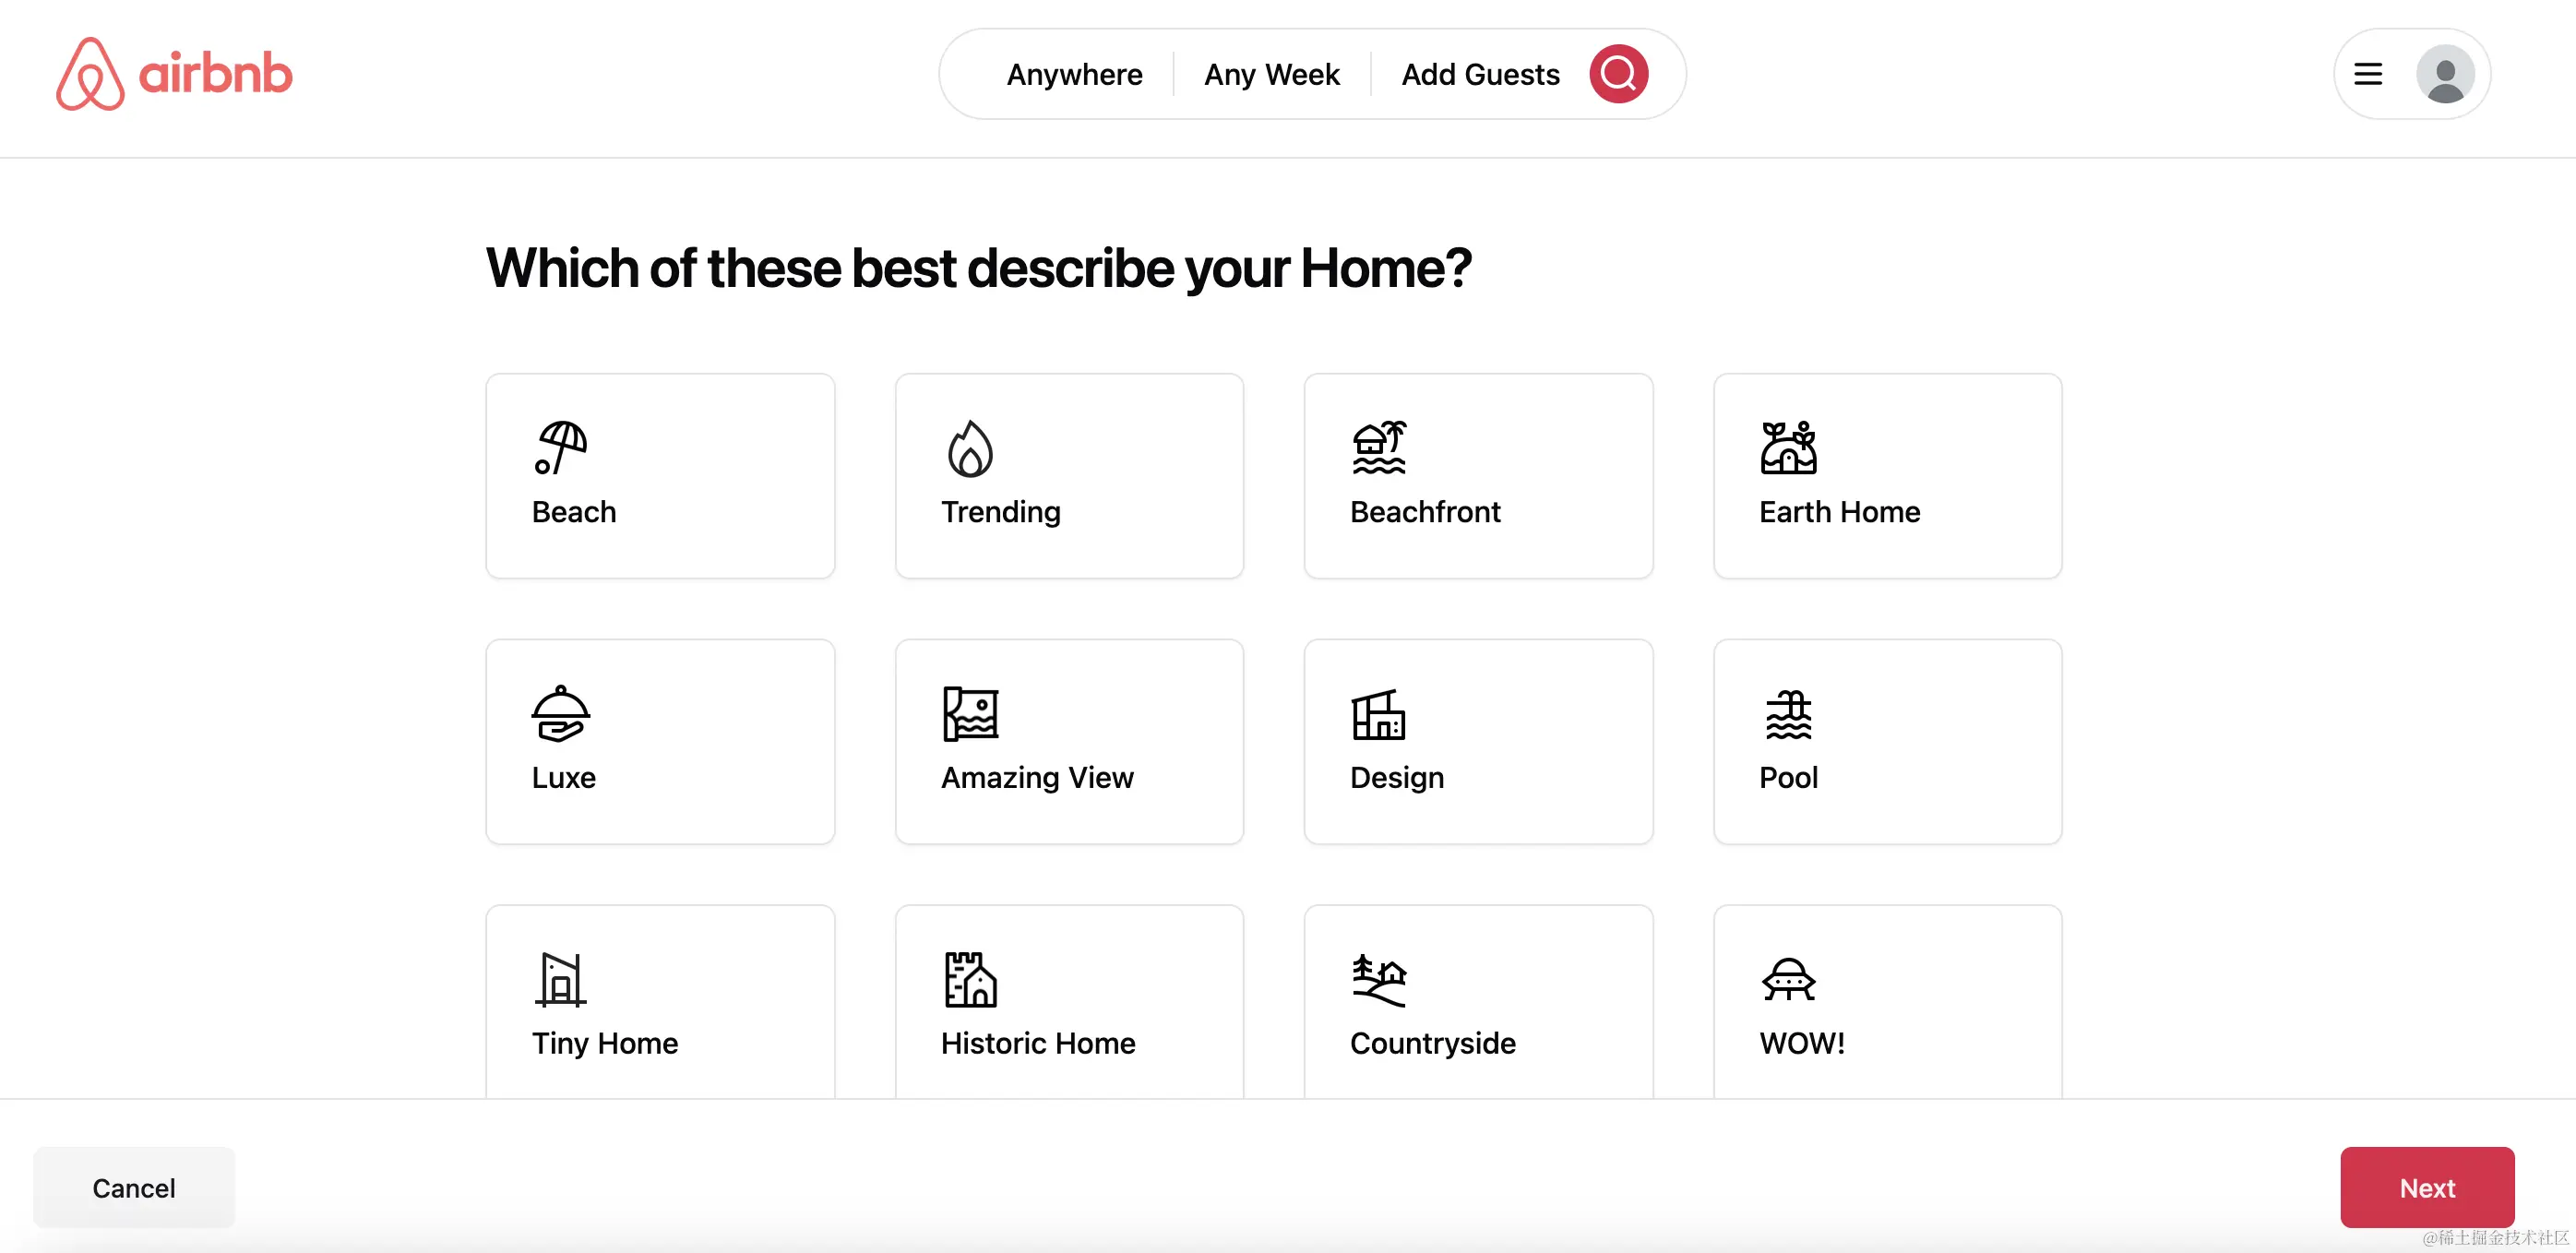 airbnb
Anywhere
Any Week
Add Guests
Which of these best describe your Home?
Beach
Trending
Beachfront
Earth Home
Luxe
Amazing View
Design
Pool
Tiny Home
Historic Home
Countryside
WOW!
Cancel
Next
@稀土掘金技术社区